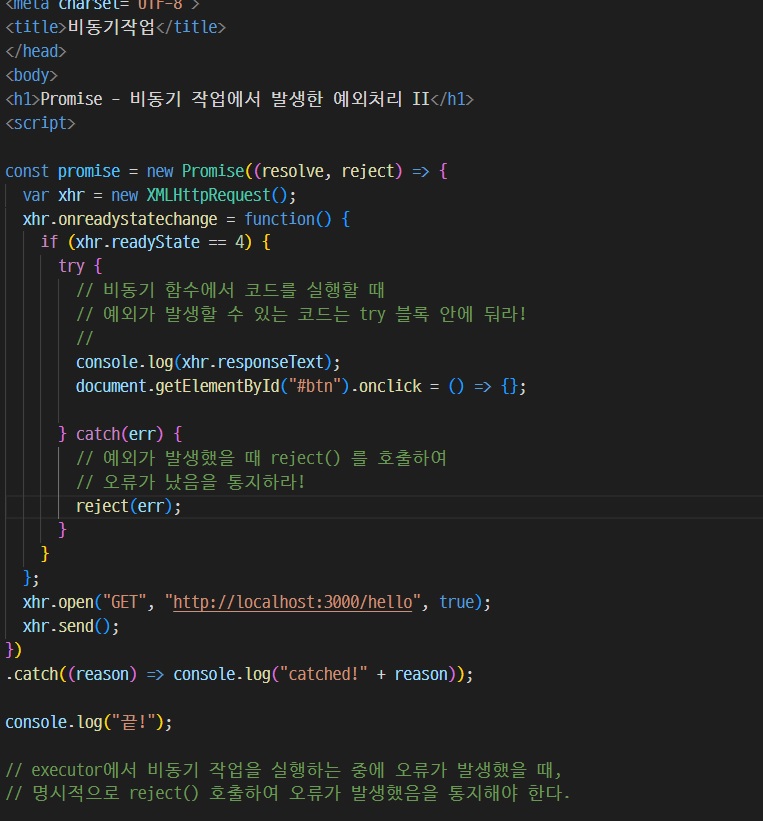 <meta charset="UTF-8">
<title>비동기작업</title>
</head>
<body>
<h1>Promise - 비동기 작업에서 발생한 예외처리 II</h1>
<script>
const promise = new Promise((resolve, reject) => {
var xhr = new XMLHttpRequest();
xhr.onreadystatechange = function() {
if (xhr.readyState == 4) {
try {
// 비동기 함수에서 코드를 실행할 때
// 예외가 발생할 수 있는 코드는 try 블록 안에 둬라!
//
console.log(xhr.responseText);
document.getElementById("#btn").onclick = () => {};
} catch(err) {
// 예외가 발생했을 때 reject() 를 호출하여
// 오류가 났음을 통지하라!
reject(err);
}
}
};
xhr.open("GET", "http://localhost:3000/hello", true);
xhr.send();
})
.catch((reason) => console.log("catched!" + reason));
console.log("끝!");
// executor에서 비동기 작업을 실행하는 중에 오류가 발생했을 때,
// 명시적으로 reject() 호출하여 오류가 발생했음을 통지해야 한다.